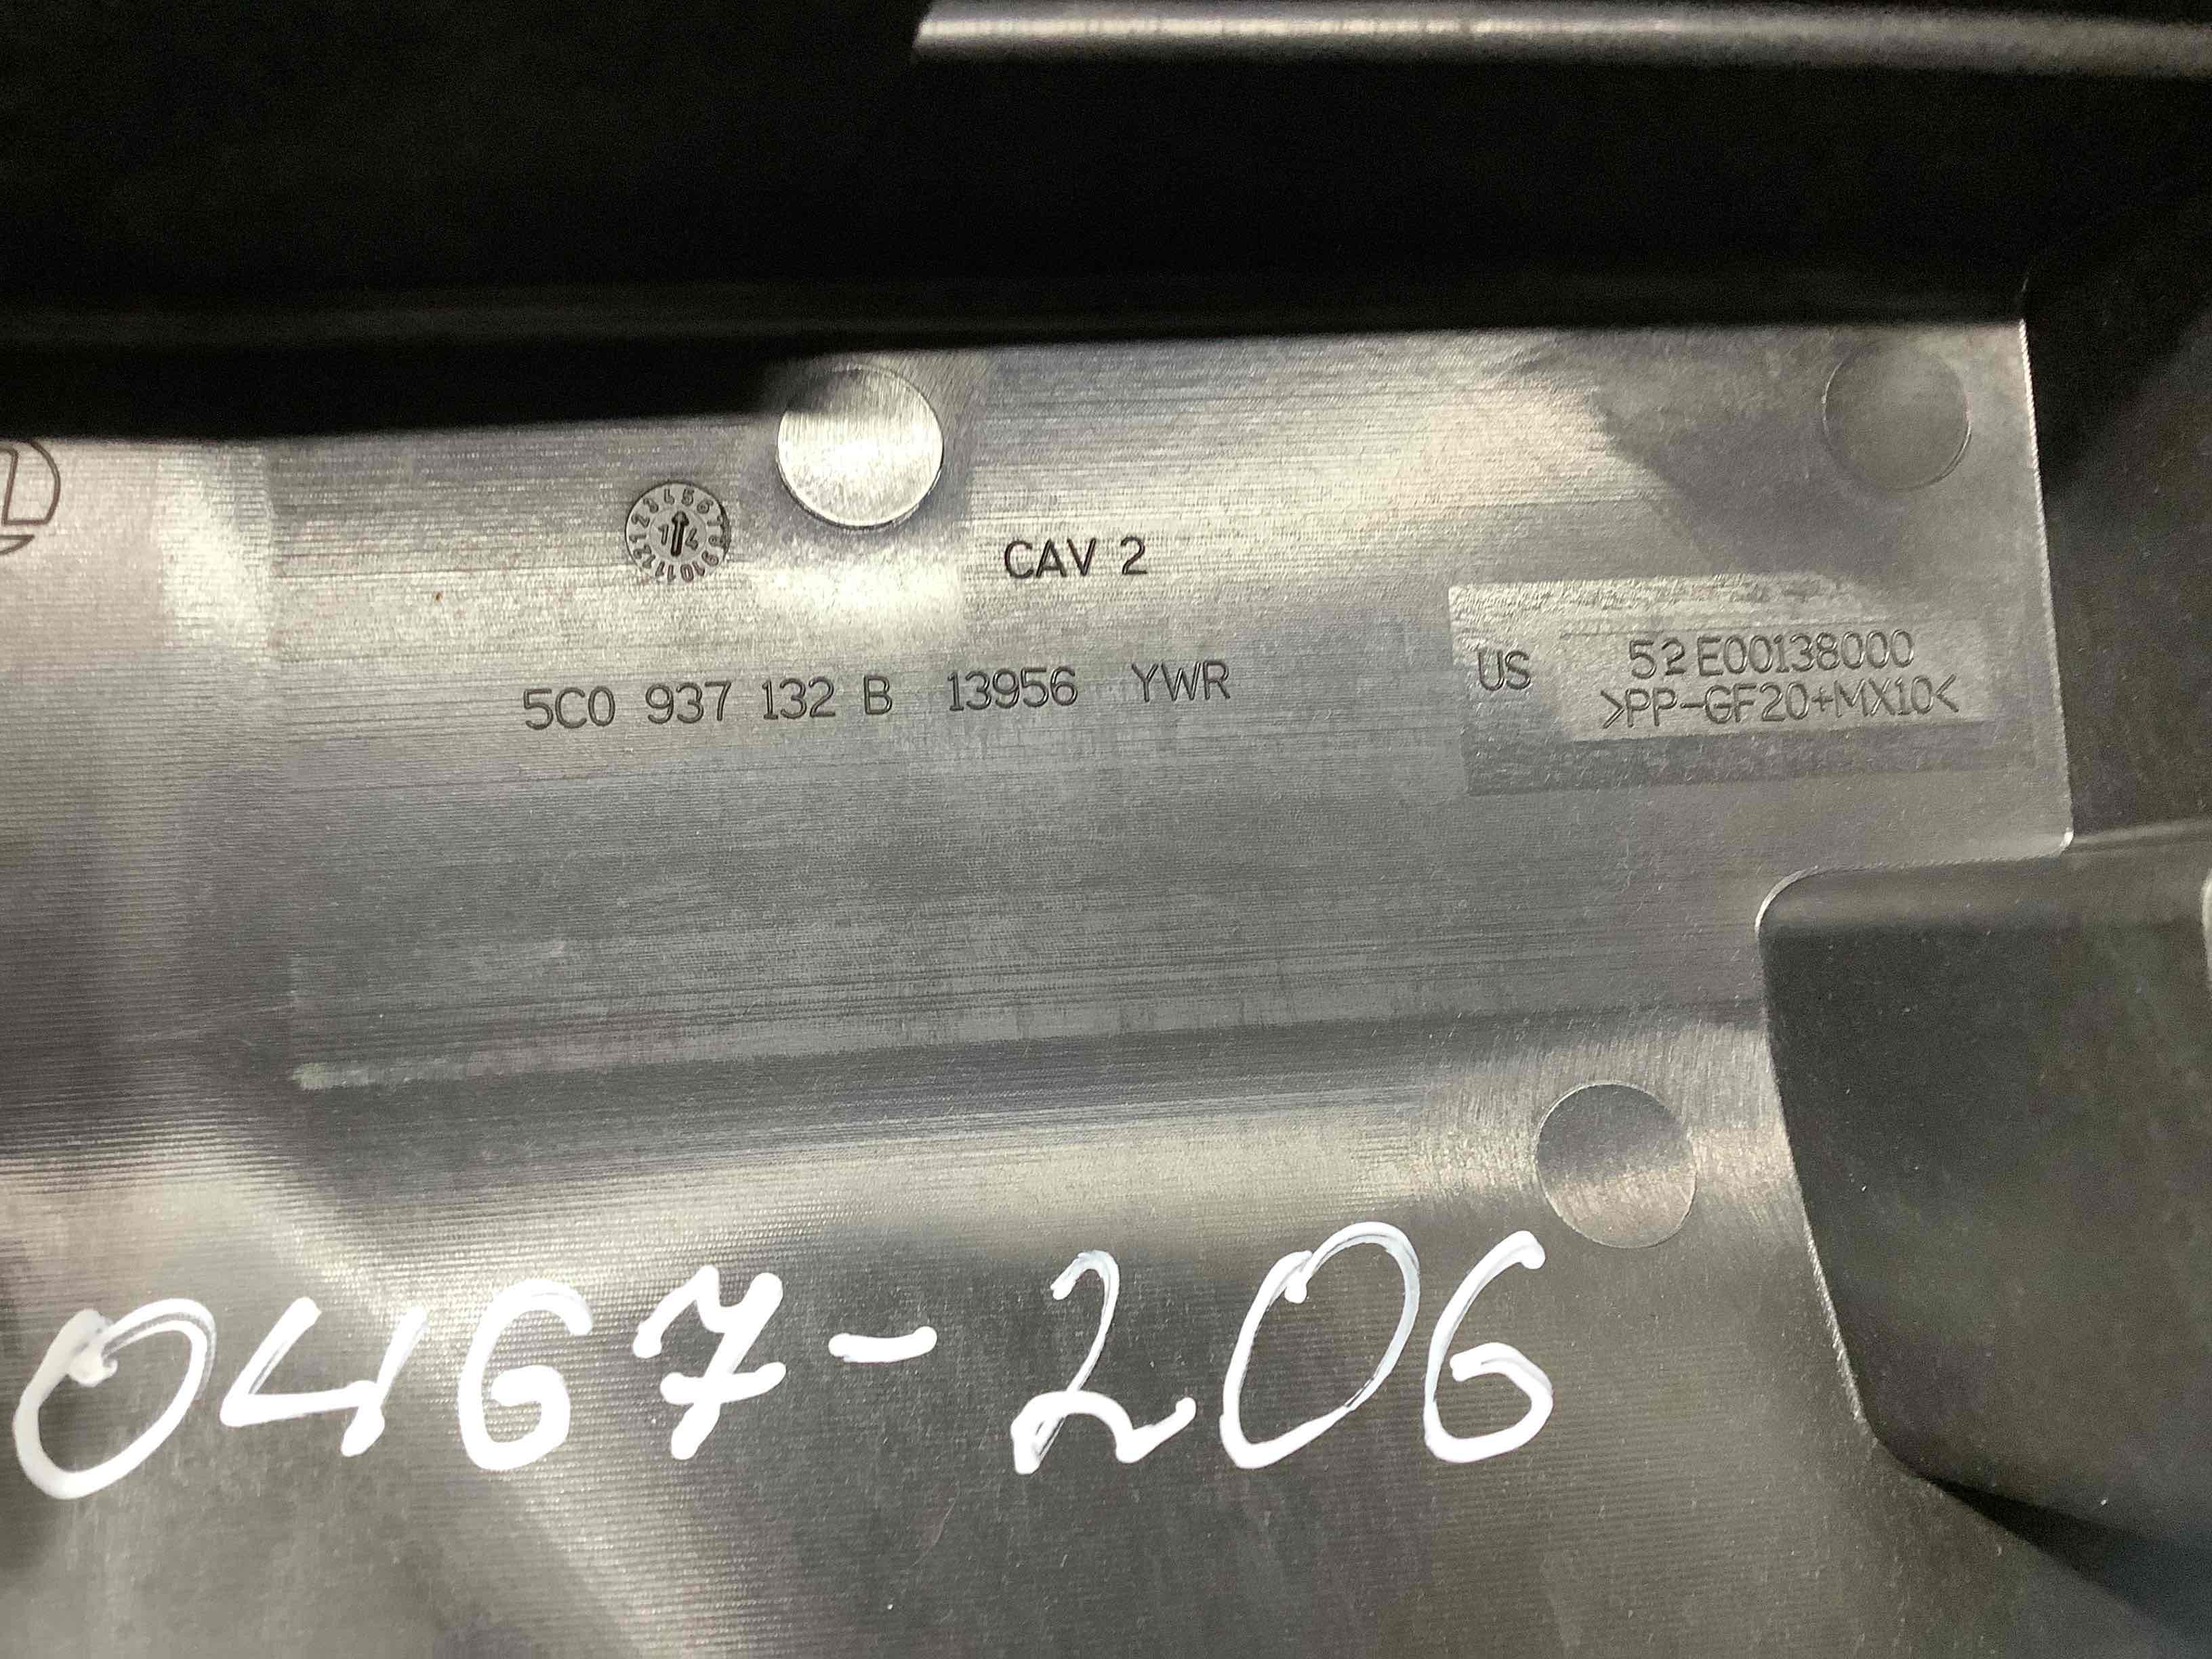 CAV 2
5C0 937 132 B 13956 YWR
US
52E00138000
>PP-GF20+MX10<
0467-206